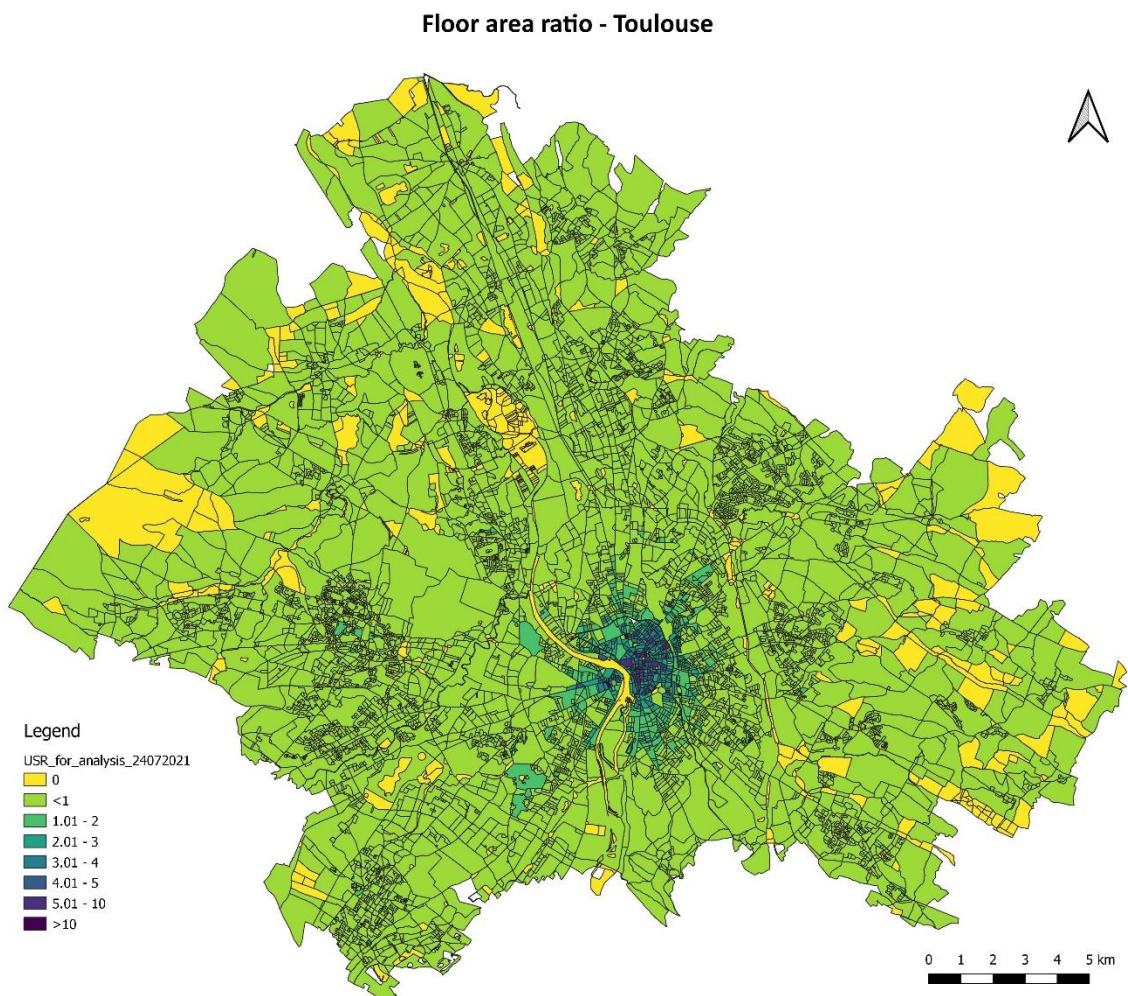 Floor area ratio - Toulouse
Legend
USR_for_analysis_24072021
0
<1
1.01 - 2
2.01 - 3
3.01 - 4
4.01 - 5
5.01 - 10
>10
0 1 2 3 4 5 km